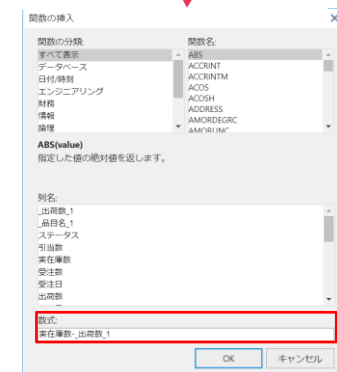 関数の挿入
関数の分類:
すべて表示
データベース
日付/時刻
エンジニアリング
財務
情報
論理
関数名:
ABS
ACCRINT
ACCRINTM
ACOS
ACOSH
ADDRESS
AMORDEGRC
AMORLINC
ABS(value)
指定した値の絶対値を返します。
列名:
_出荷数_1
_品目名_1
ステータス
引当数
実在庫数
受注数
受注日
出荷数
数式:
実在庫数-_出荷数_1
OK
キャンセル